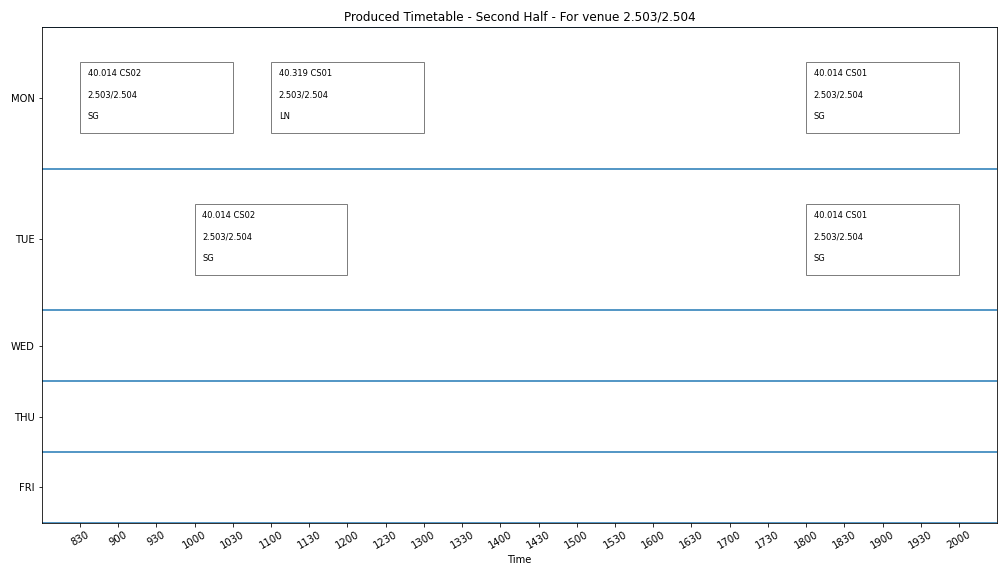 Produced Timetable - Second Half - For venue 2.503/2.504
MON
40.014 CS02
2.503/2.504
SG
40.319 CS01
2.503/2.504
LN
40.014 CS01
2.503/2.504
SG
TUE
40.014 CS02
2.503/2.504
SG
40.014 CS01
2.503/2.504
SG
WED
THU
FRI
830 900 930 1000 1030 1100 1130 1200 1230 1300 1330 1400 1430 1500 1530 1600 1630 1700 1730 1800 1830 1900 1930 2000
Time